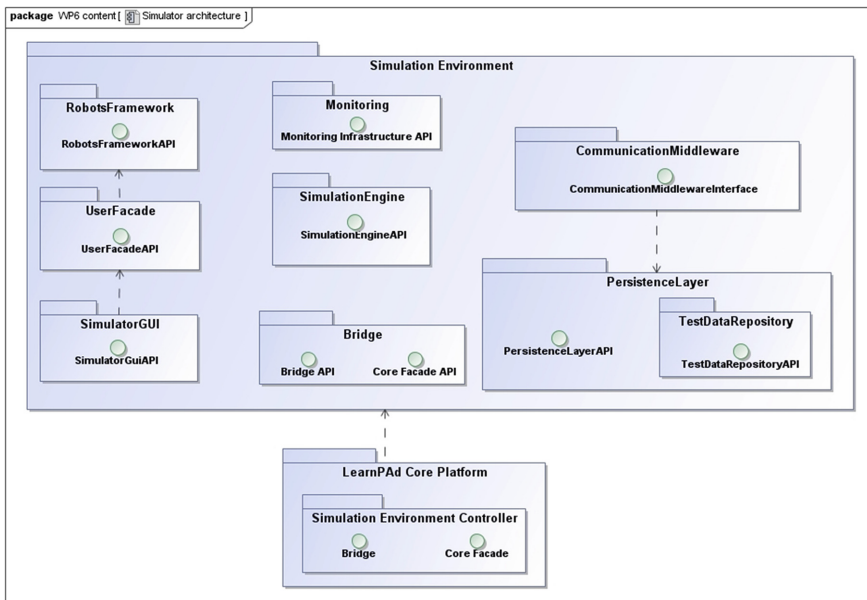 package WP6 content [ Simulator architecture ]
Simulation Environment
RobotsFramework
RobotsFrameworkAPI
Monitoring
Monitoring Infrastructure API
CommunicationMiddleware
CommunicationMiddlewareInterface
UserFacade
UserFacadeAPI
SimulationEngine
SimulationEngineAPI
PersistenceLayer
PersistenceLayerAPI
TestDataRepository
TestDataRepositoryAPI
SimulatorGUI
SimulatorGuiAPI
Bridge
Bridge API
Core Facade API
LearnPAd Core Platform
Simulation Environment Controller
Bridge
Core Facade